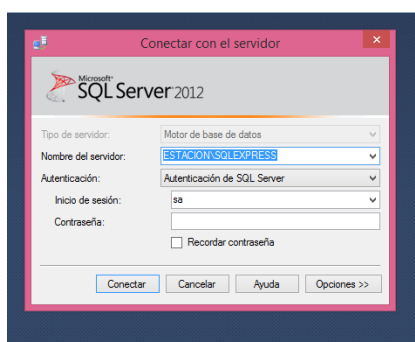 Conectar con el servidor
Microsoft
SQL Server 2012
Tipo de servidor: Motor de base de datos
Nombre del servidor: ESTACION\SQLEXPRESS
Autenticación: Autenticación de SQL Server
Inicio de sesión: sa
Contraseña:
Recordar contraseña
Conectar Cancelar Ayuda Opciones >>